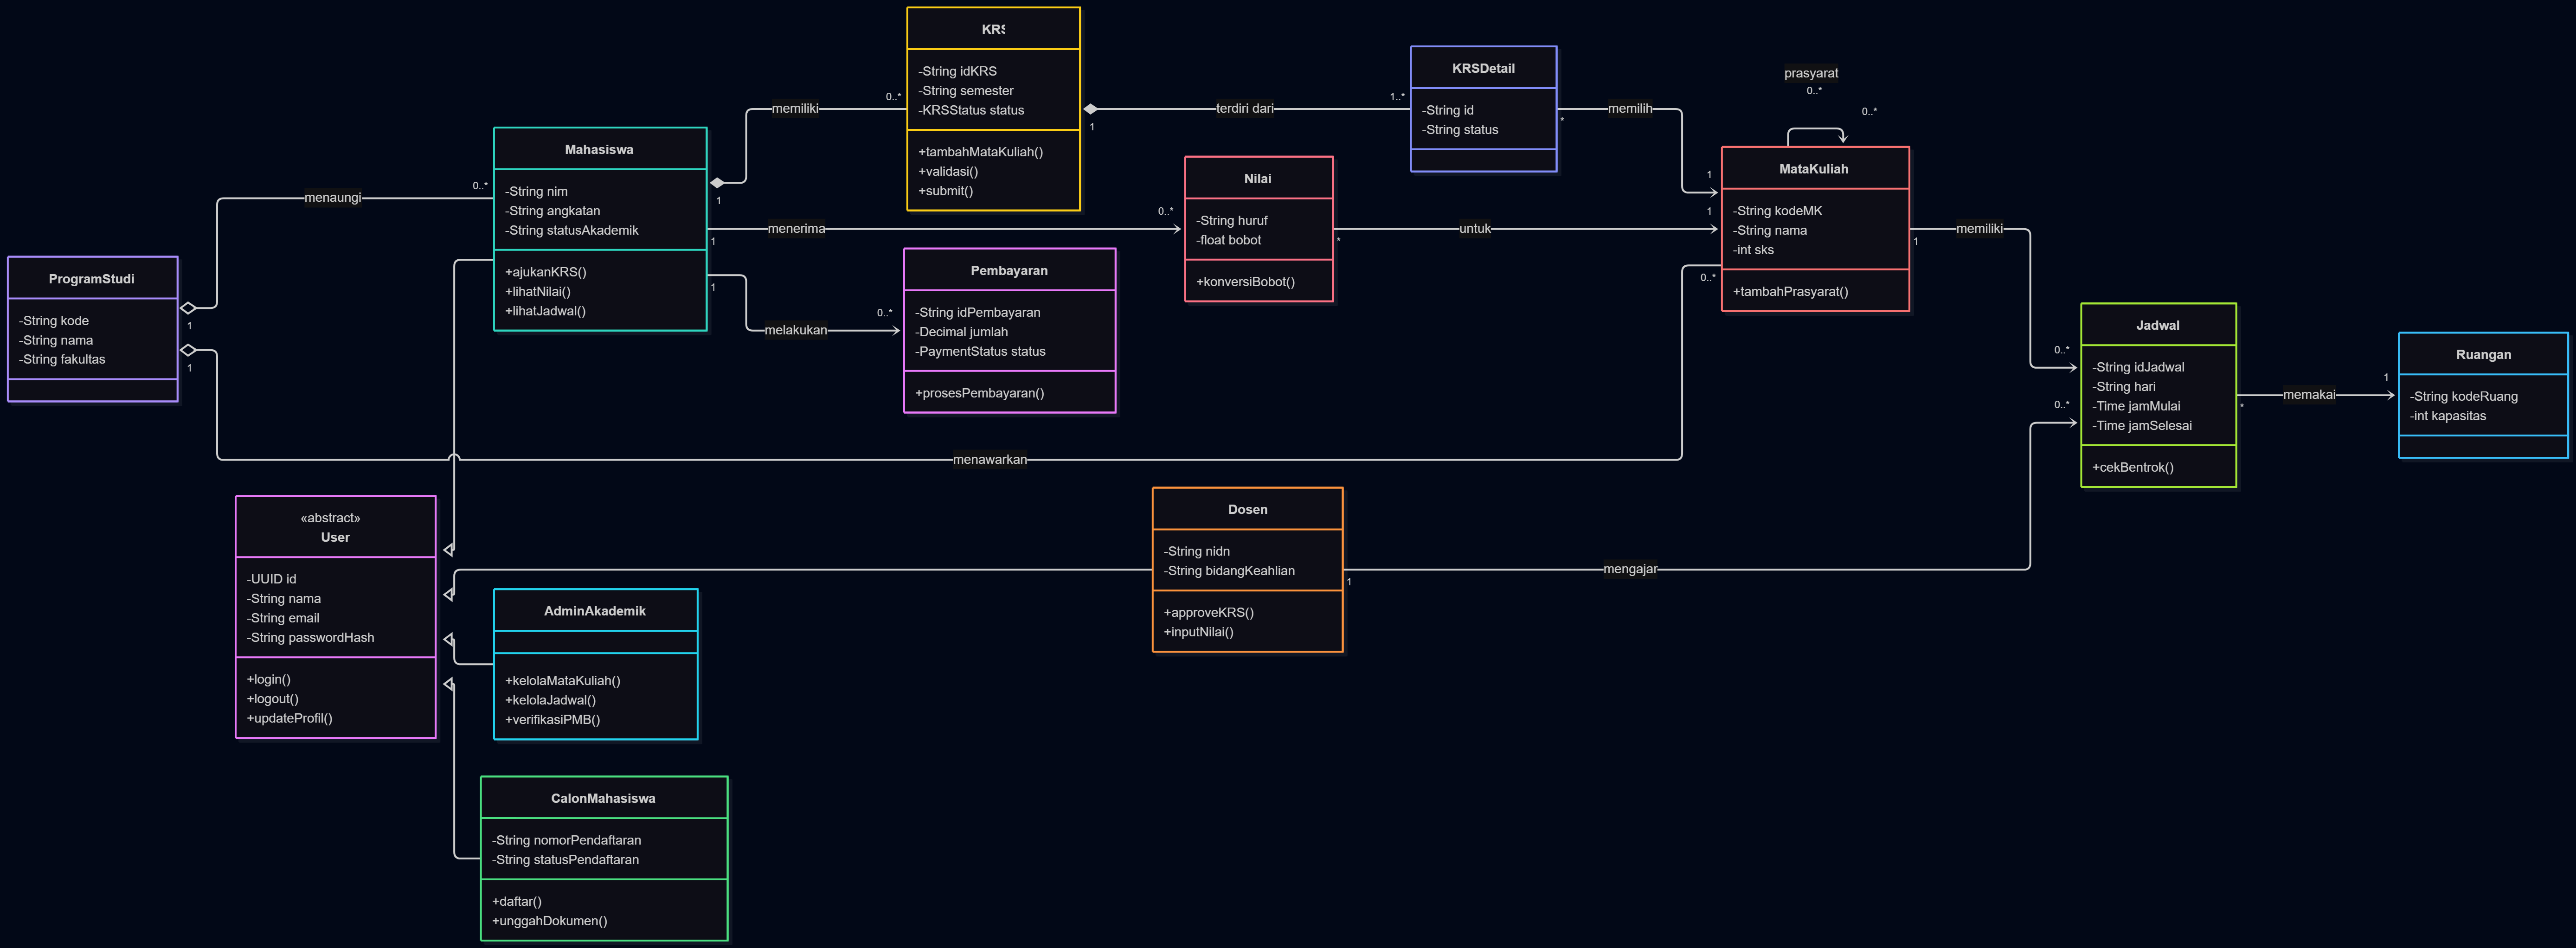 KRS
-String idKRS
-String semester
-KRSStatus status
+tambahMataKuliah()
+validasi()
+submit()
KRSDetail
-String id
-String status
prasyarat
0..*
0..*
memiliki
0..*
1
terdiri dari
1..*
1
memilih
*
1
Mahasiswa
-String nim
-String angkatan
-String statusAkademik
+ajukanKRS()
+lihatNilai()
+lihatJadwal()
Nilai
-String huruf
-float bobot
+konversiBobot()
MataKuliah
-String kodeMK
-String nama
-int sks
+tambahPrasyarat()
menaungi
0..*
1
menerima
1
0..*
untuk
*
1
memiliki
1
0..*
ProgramStudi
-String kode
-String nama
-String fakultas
Pembayaran
-String idPembayaran
-Decimal jumlah
-PaymentStatus status
+prosesPembayaran()
melakukan
1
0..*
Jadwal
-String idJadwal
-String hari
-Time jamMulai
-Time jamSelesai
+cekBentrok()
memakai
*
1
Ruangan
-String kodeRuang
-int kapasitas
menawarkan
1
0..*
«abstract»
User
-UUID id
-String nama
-String email
-String passwordHash
+login()
+logout()
+updateProfil()
Dosen
-String nidn
-String bidangKeahlian
+approveKRS()
+inputNilai()
mengajar
1
0..*
AdminAkademik
+kelolaMataKuliah()
+kelolaJadwal()
+verifikasiPMB()
CalonMahasiswa
-String nomorPendaftaran
-String statusPendaftaran
+daftar()
+unggahDokumen()